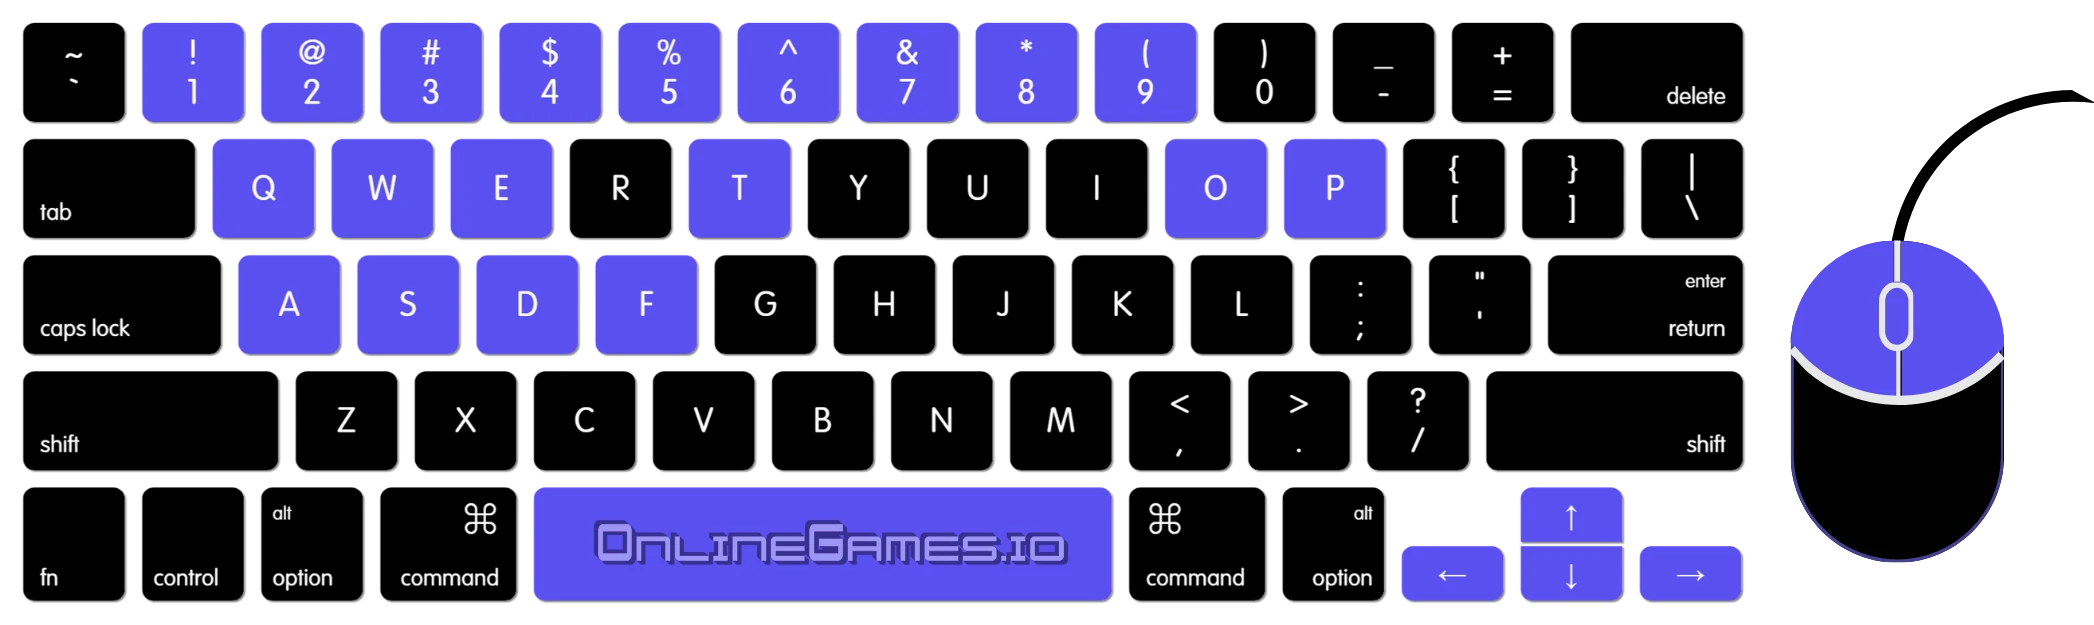 ~ ! @ # $ % ^ & * ( ) _ +
` 1 2 3 4 5 6 7 8 9 0 - = delete
tab Q W E R T Y U I O P { [ } ] | \
caps lock A S D F G H J K L : ; " ' enter return
shift Z X C V B N M < , > . ? / shift
fn control alt option ⌘ command OnlineGames.io ⌘ command alt option ← ↑ ↓ →